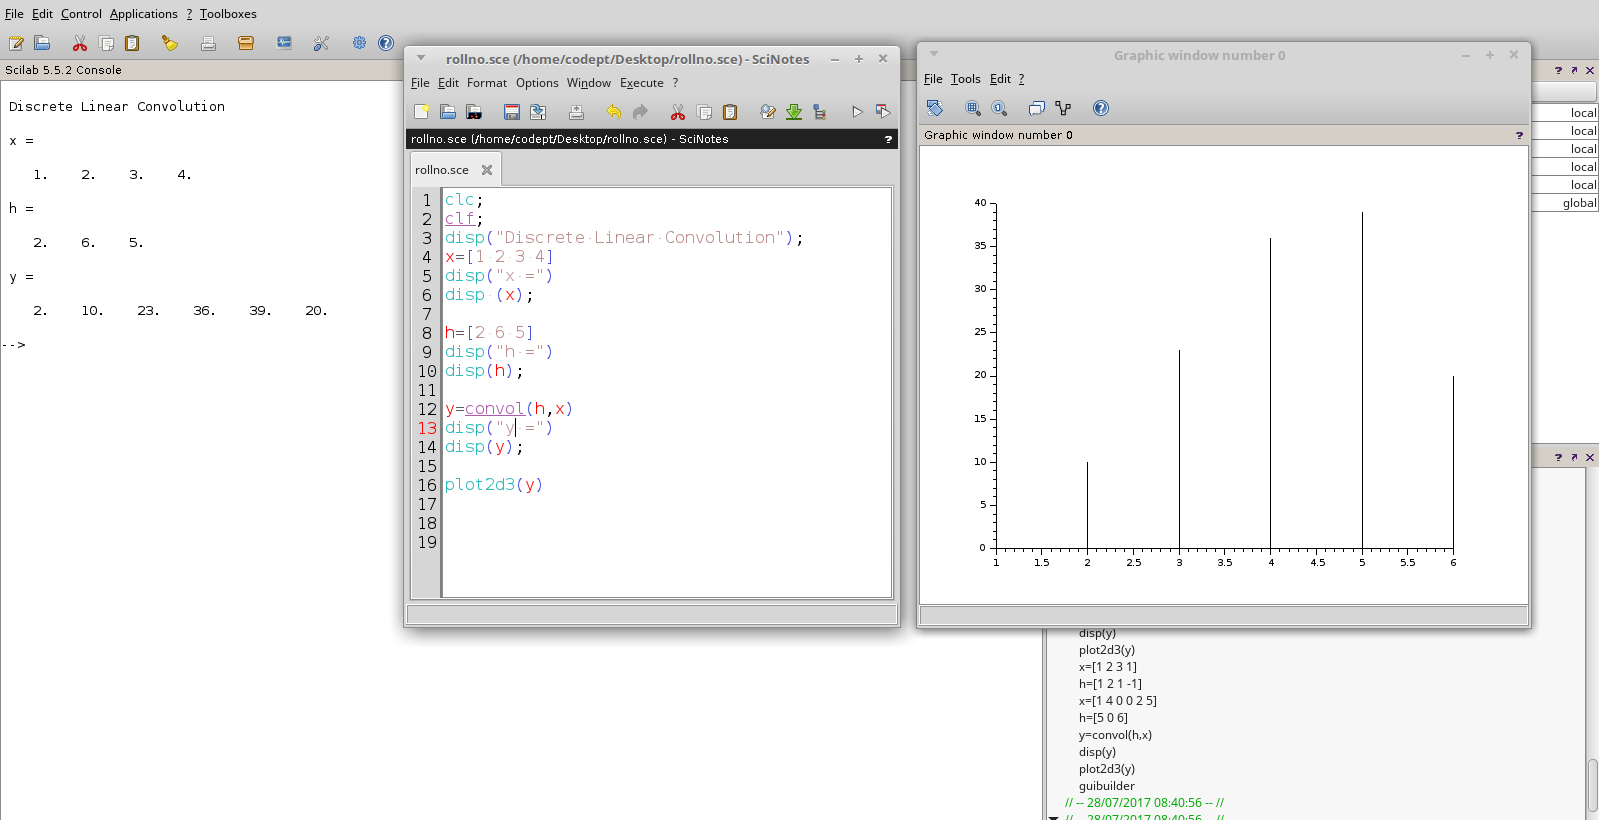 File Edit Control Applications ? Toolboxes
Scilab 5.5.2 Console
Discrete Linear Convolution
x =
1. 2. 3. 4.
h =
2. 6. 5.
y =
2. 10. 23. 36. 39. 20.
-->
rollno.sce (/home/codept/Desktop/rollno.sce) - SciNotes
File Edit Format Options Window Execute ?
rollno.sce (/home/codept/Desktop/rollno.sce) - SciNotes ?
rollno.sce
1 clc;
2 clf;
3 disp("Discrete·Linear·Convolution");
4 x=[1·2·3·4]
5 disp("x·=")
6 disp·(x);
7
8 h=[2·6·5]
9 disp("h·=")
10 disp(h);
11
12 y=convol(h,x)
13 disp("y·=")
14 disp(y);
15
16 plot2d3(y)
17
18
19
Graphic window number 0
File Tools Edit ?
Graphic window number 0 ?
40
35
30
25
20
15
10
5
0
1 1.5 2 2.5 3 3.5 4 4.5 5 5.5 6
?
local
local
local
local
local
global
?
disp(y)
plot2d3(y)
x=[1 2 3 1]
h=[1 2 1 -1]
x=[1 4 0 0 2 5]
h=[5 0 6]
y=convol(h,x)
disp(y)
plot2d3(y)
guibuilder
// -- 28/07/2017 08:40:56 -- //
// -- 28/07/2017 08:40:56 -- //